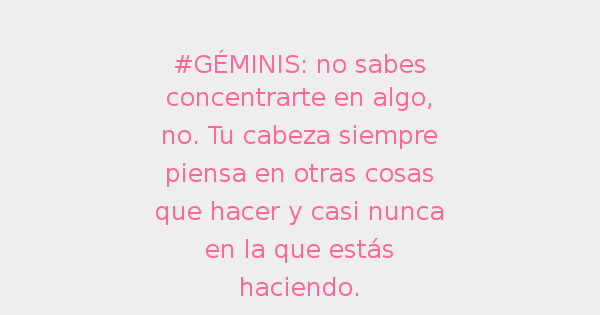 #GÉMINIS: no sabes
concentrarte en algo,
no. Tu cabeza siempre
piensa en otras cosas
que hacer y casi nunca
en la que estás
haciendo.